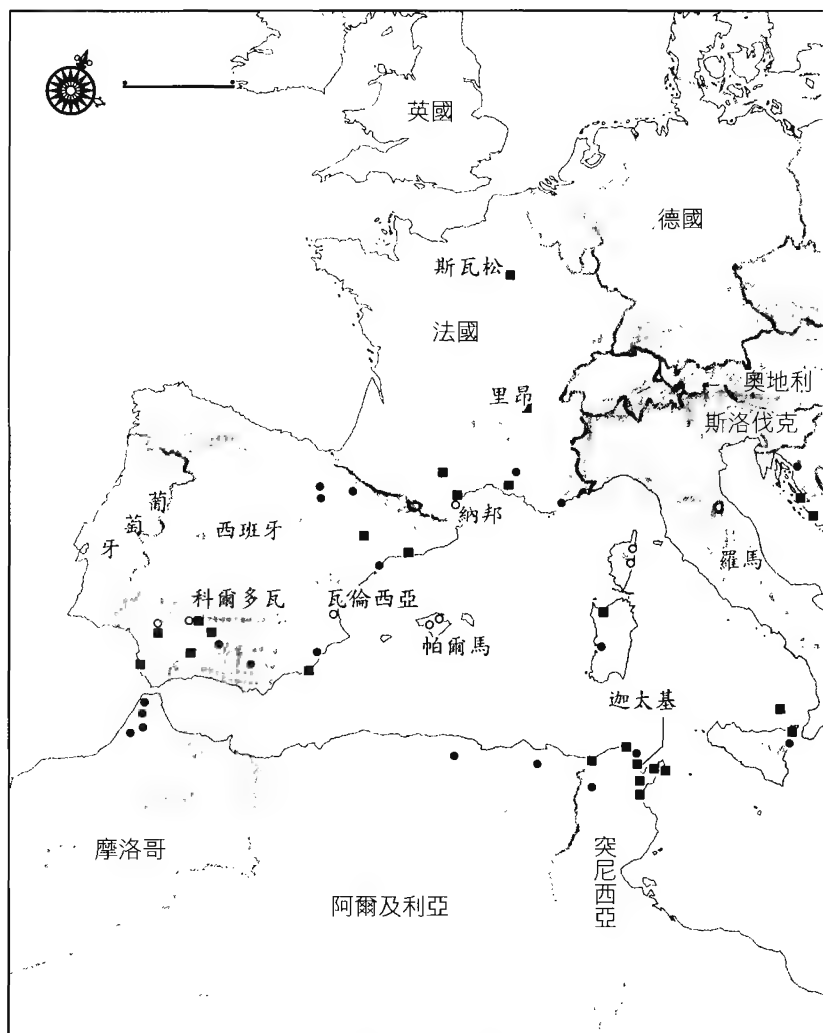 英國
德國
斯瓦松
法國
奧地利
里昂
斯洛伐克
納邦
葡萄牙
西班牙
羅馬
科爾多瓦
瓦倫西亞
帕爾馬
迦太基
摩洛哥
突尼西亞
阿爾及利亞